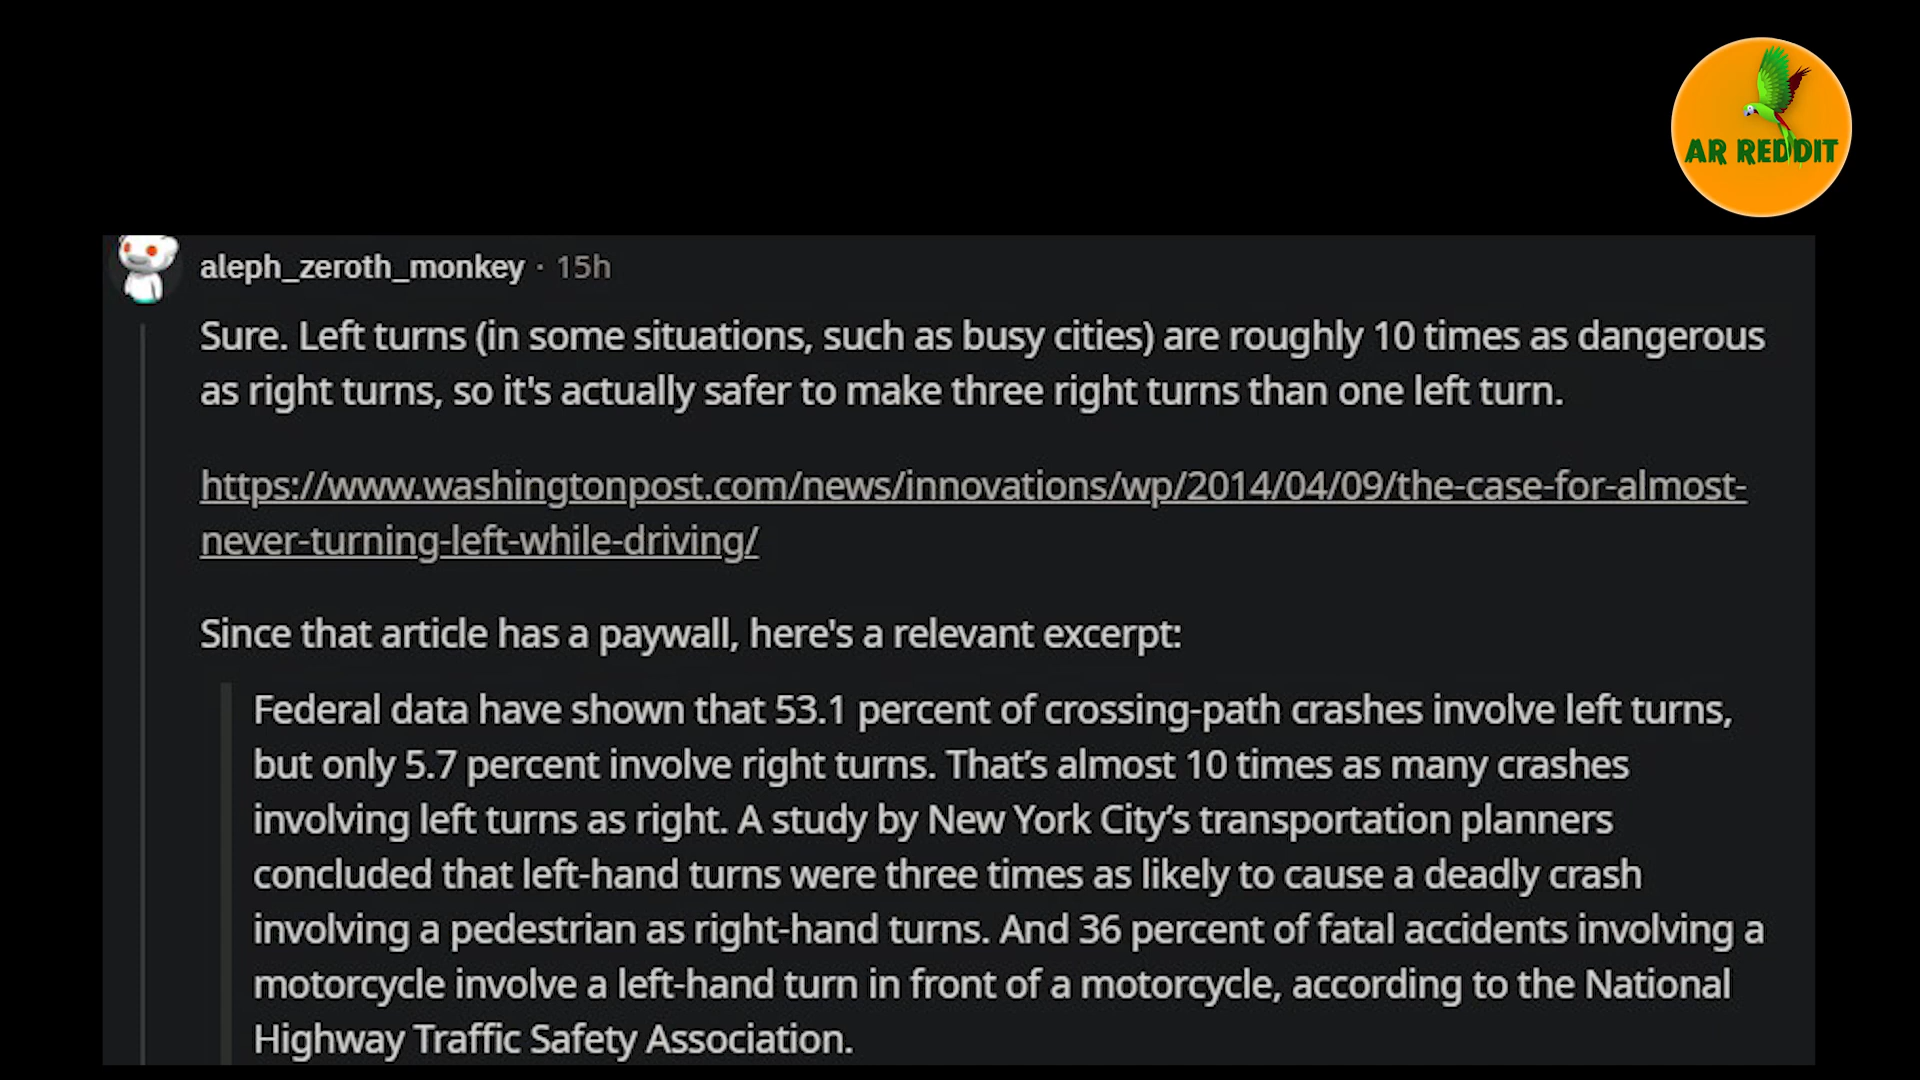 AR REDDIT
aleph_zeroth_monkey · 15h
Sure. Left turns (in some situations, such as busy cities) are roughly 10 times as dangerous
as right turns, so it's actually safer to make three right turns than one left turn.
https://www.washingtonpost.com/news/innovations/wp/2014/04/09/the-case-for-almost-
never-turning-left-while-driving/
Since that article has a paywall, here's a relevant excerpt:
Federal data have shown that 53.1 percent of crossing-path crashes involve left turns,
but only 5.7 percent involve right turns. That’s almost 10 times as many crashes
involving left turns as right. A study by New York City’s transportation planners
concluded that left-hand turns were three times as likely to cause a deadly crash
involving a pedestrian as right-hand turns. And 36 percent of fatal accidents involving a
motorcycle involve a left-hand turn in front of a motorcycle, according to the National
Highway Traffic Safety Association.